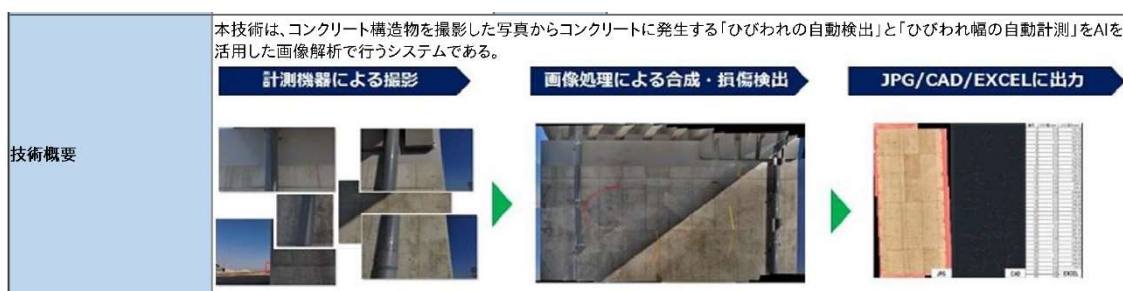 本技術は、コンクリート構造物を撮影した写真からコンクリートに発生する「ひびわれの自動検出」と「ひびわれ幅の自動計測」をAIを
活用した画像解析で行うシステムである。
計測機器による撮影
画像処理による合成・損傷検出
JPG/CAD/EXCELに出力
技術概要
JPG
CAD
EXCEL